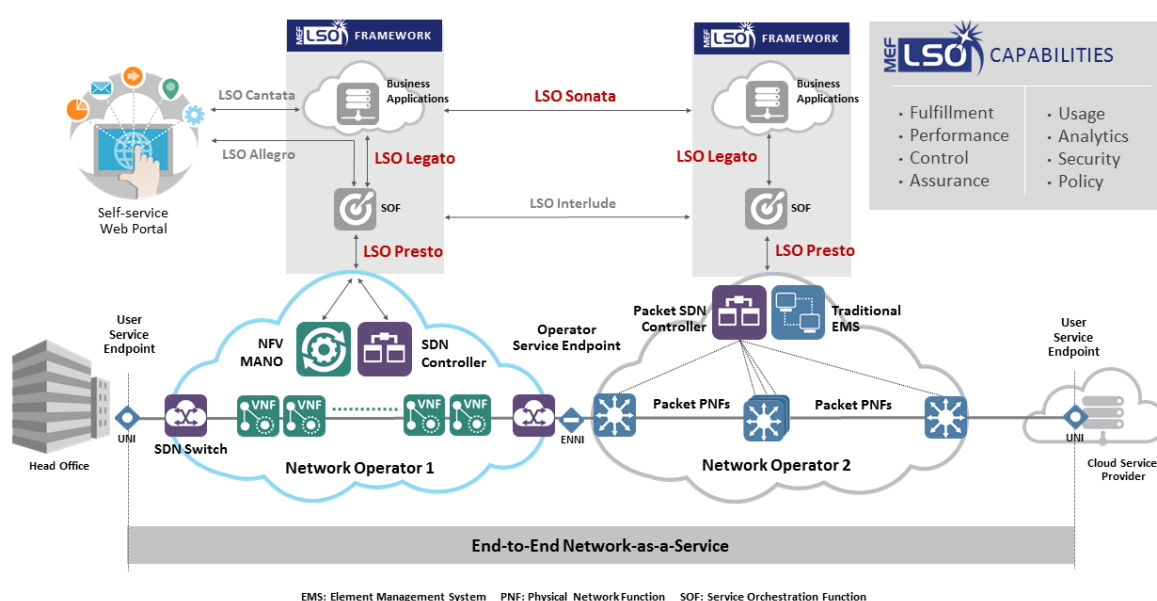 MEF LSO FRAMEWORK
MEF LSO FRAMEWORK
MEF LSO CAPABILITIES
• Fulfillment
• Performance
• Control
• Assurance
• Usage
• Analytics
• Security
• Policy
Business
Applications
Business
Applications
LSO Cantata
LSO Sonata
LSO Allegro
LSO Legato
LSO Legato
Self-service
Web Portal
SOF
SOF
LSO Interlude
LSO Presto
LSO Presto
User
Service
Endpoint
NFV
MANO
SDN
Controller
Operator
Service Endpoint
Packet SDN
Controller
Traditional
EMS
User
Service
Endpoint
VNF
VNF
VNF
VNF
Packet PNFs
Packet PNFs
UNI
SDN Switch
ENNI
UNI
Head Office
Network Operator 1
Network Operator 2
Cloud Service
Provider
End-to-End Network-as-a-Service
EMS: Element Management System PNF: Physical Network Function SOF: Service Orchestration Function